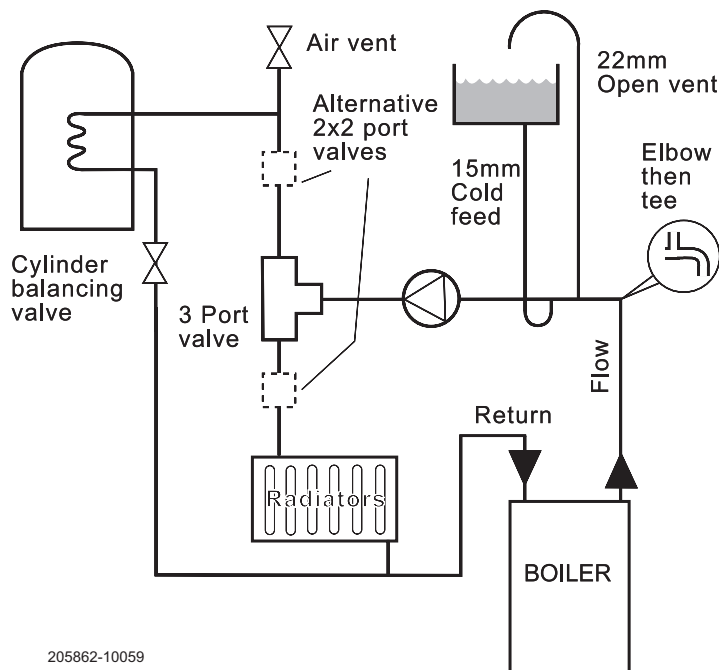 Air vent
22mm
Open vent
Alternative
2x2 port
valves
Elbow
then
tee
15mm
Cold
feed
Cylinder
balancing
valve
3 Port
valve
Flow
Return
Radiators
BOILER
205862-10059